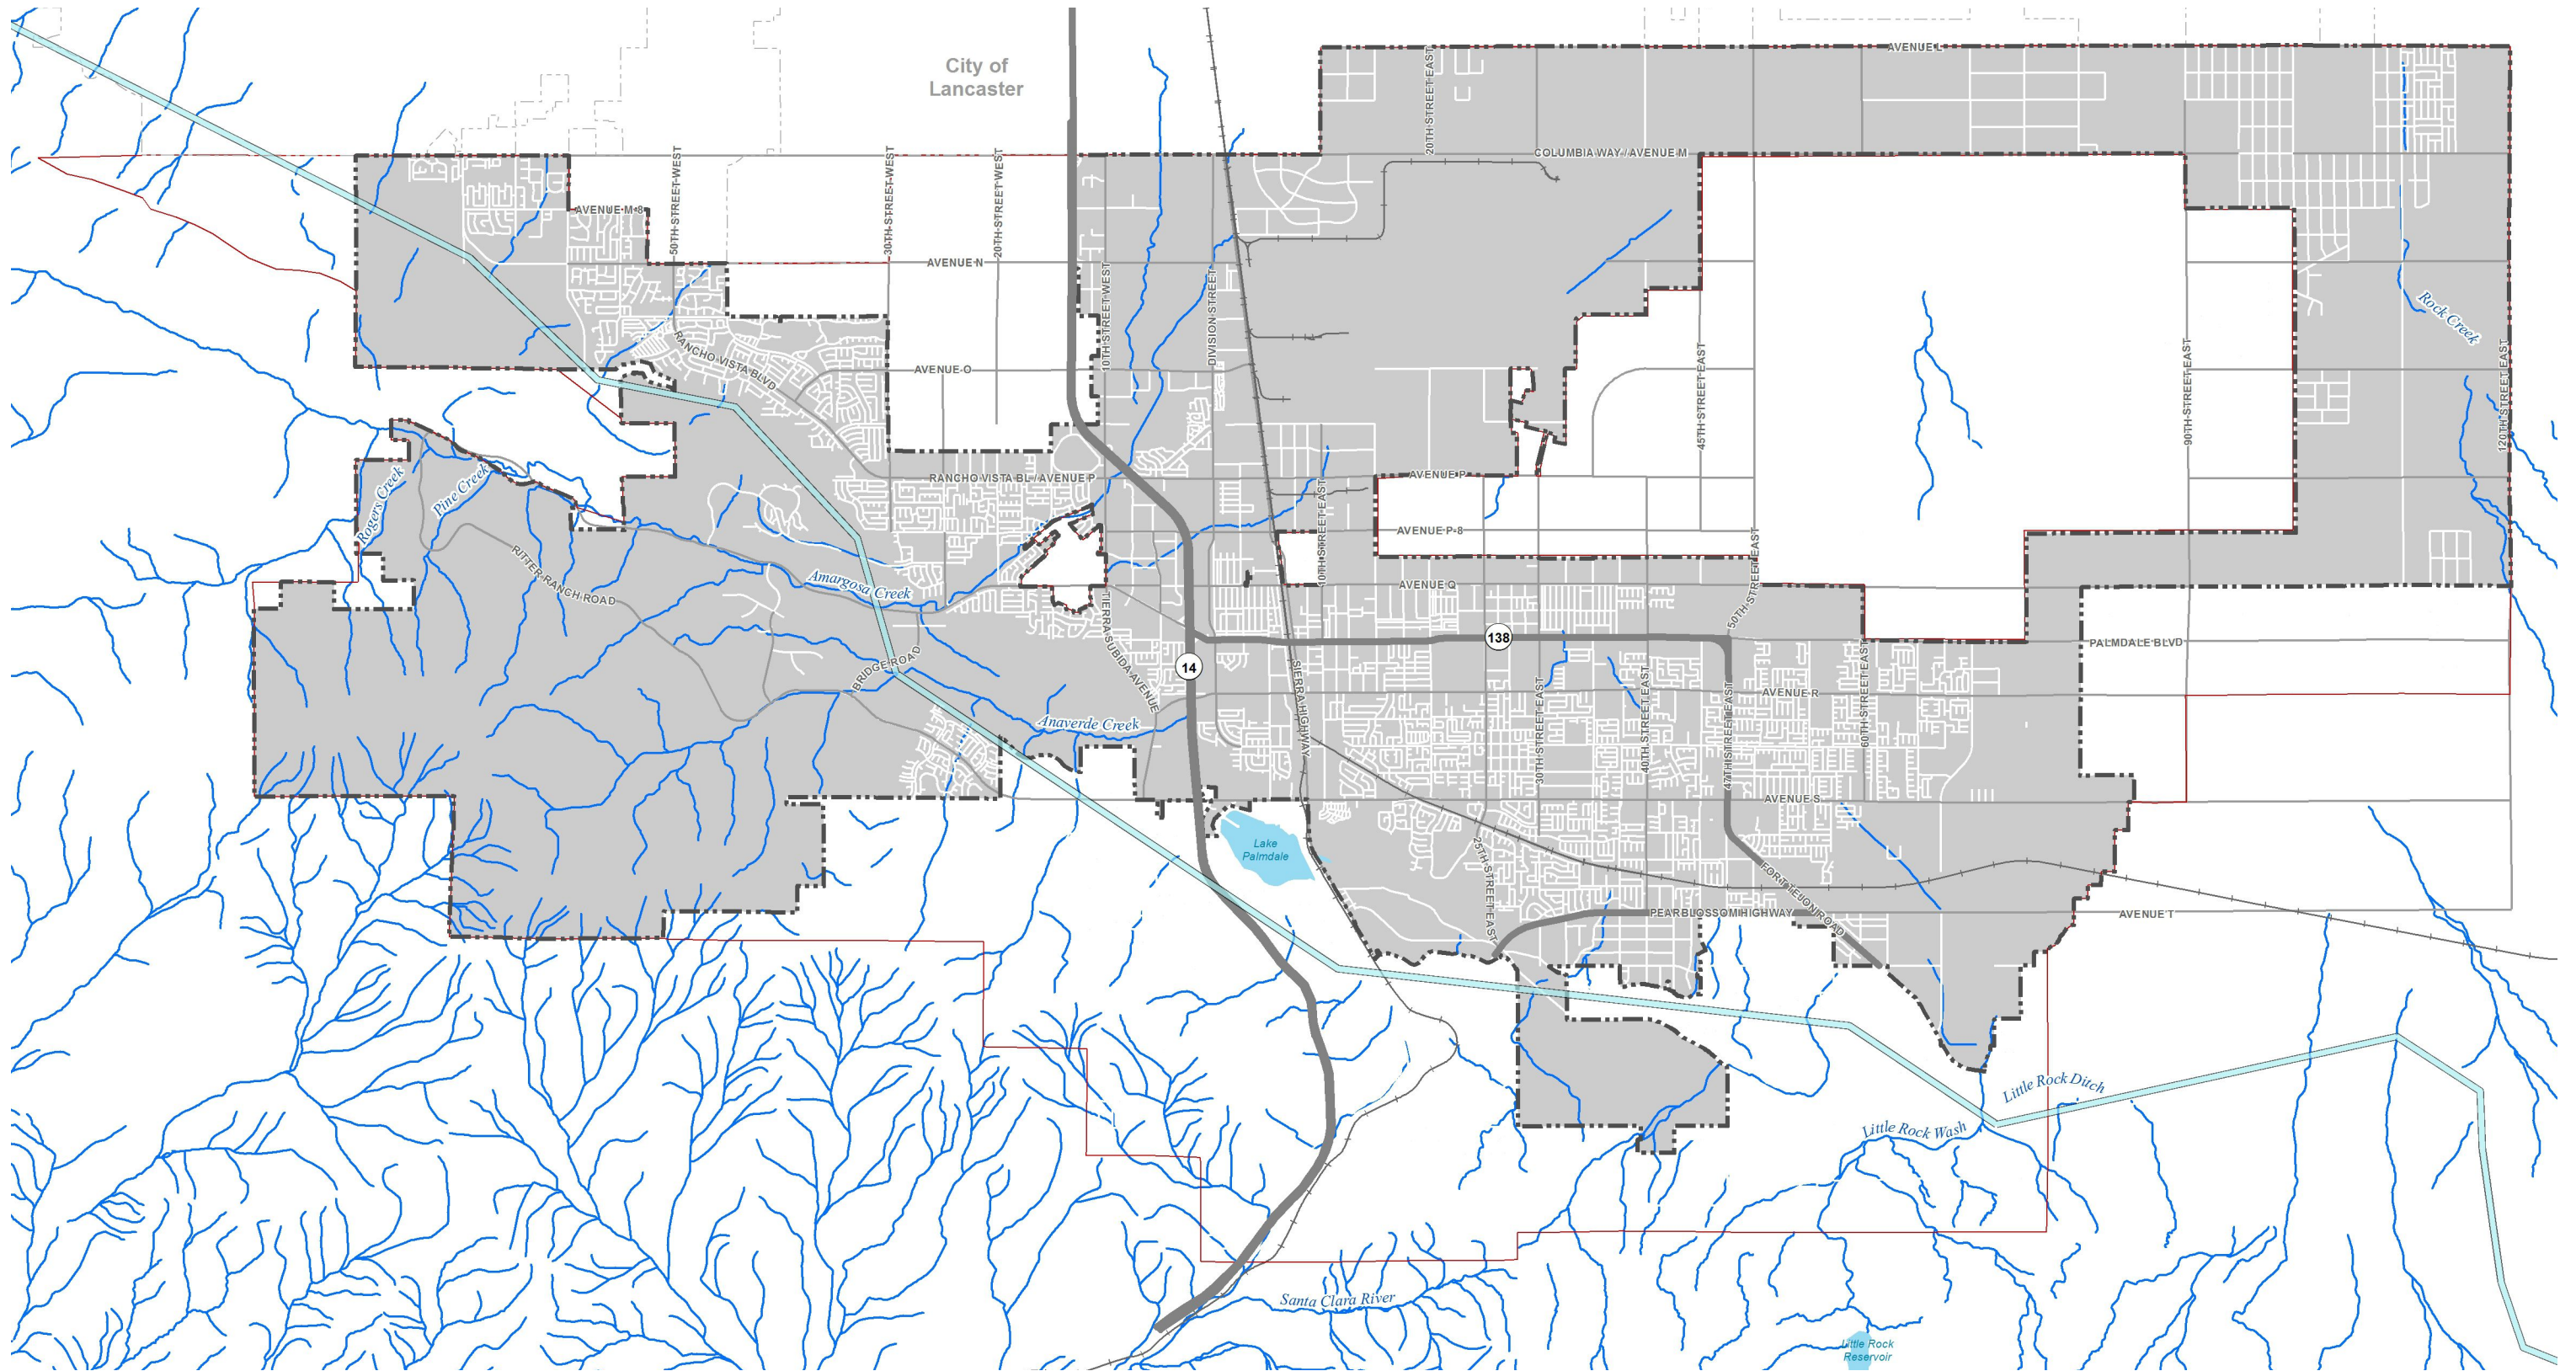 AVENUE L
City of
Lancaster
20TH STREET EAST
COLUMBIA WAY / AVENUE M
50TH STREET WEST
30TH STREET WEST
20TH STREET WEST
AVENUE M-8
AVENUE N
10TH STREET WEST
DIVISION STREET
Rock Creek
RANCHO VISTA BLVD
AVENUE O
45TH STREET EAST
90TH STREET EAST
120TH STREET EAST
Rogers Creek
Pine Creek
RANCHO VISTA BL / AVENUE P
AVENUE P
10TH STREET EAST
AVENUE P-8
RITTER RANCH ROAD
Amargosa Creek
AVENUE Q
50TH STREET EAST
138
PALMDALE BLVD
TIERRA SUBIDA AVENUE
14
BRIDGE ROAD
SIERRA HIGHWAY
30TH STREET EAST
40TH STREET EAST
47TH STREET EAST
AVENUE R
60TH STREET EAST
Anaverde Creek
AVENUE S
Lake
Palmdale
25TH STREET EAST
FORT TEJON ROAD
PEARBLOSSOM HIGHWAY
AVENUE T
Little Rock Ditch
Little Rock Wash
Santa Clara River
Little Rock
Reservoir